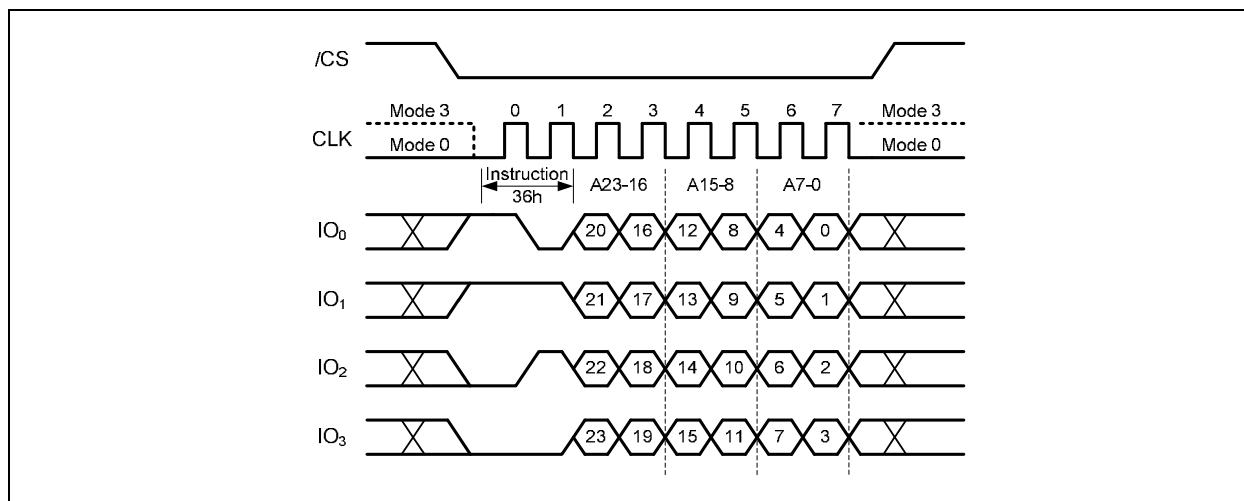 /CS
0 1 2 3 4 5 6 7
Mode 3 Mode 3
CLK
Mode 0 Mode 0
Instruction
36h
A23-16 A15-8 A7-0
IO₀ 20 16 12 8 4 0
IO₁ 21 17 13 9 5 1
IO₂ 22 18 14 10 6 2
IO₃ 23 19 15 11 7 3